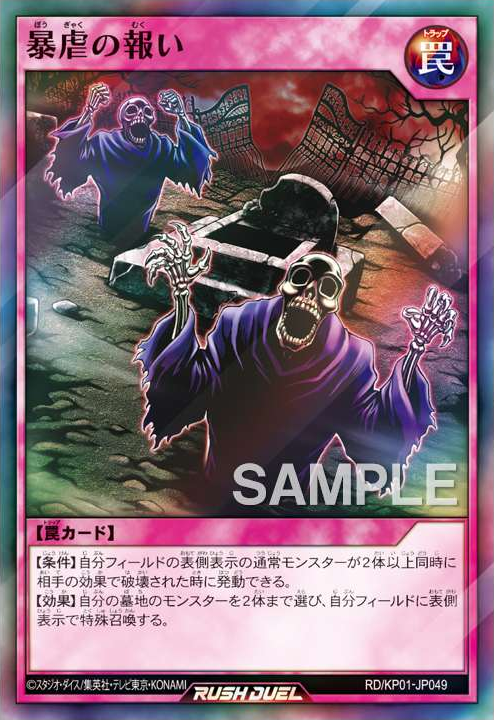 暴虐の報い
トラップ
罠
SAMPLE
【罠カード】
【条件】自分フィールドの表側表示の通常モンスターが2体以上同時に
相手の効果で破壊された時に発動できる。
【効果】自分の墓地のモンスターを2体まで選び、自分フィールドに表側
表示で特殊召喚する。
©スタジオ・ダイス/集英社・テレビ東京・KONAMI
RUSH DUEL
RD/KP01-JP049